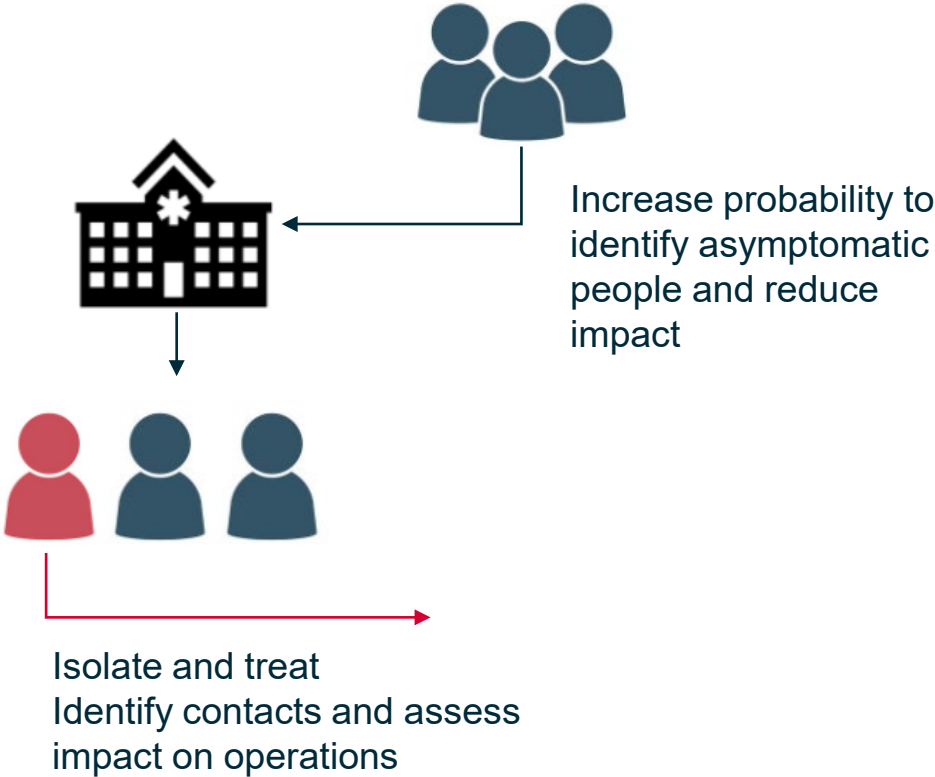 Increase probability to
identify asymptomatic
people and reduce
impact
Isolate and treat
Identify contacts and assess
impact on operations